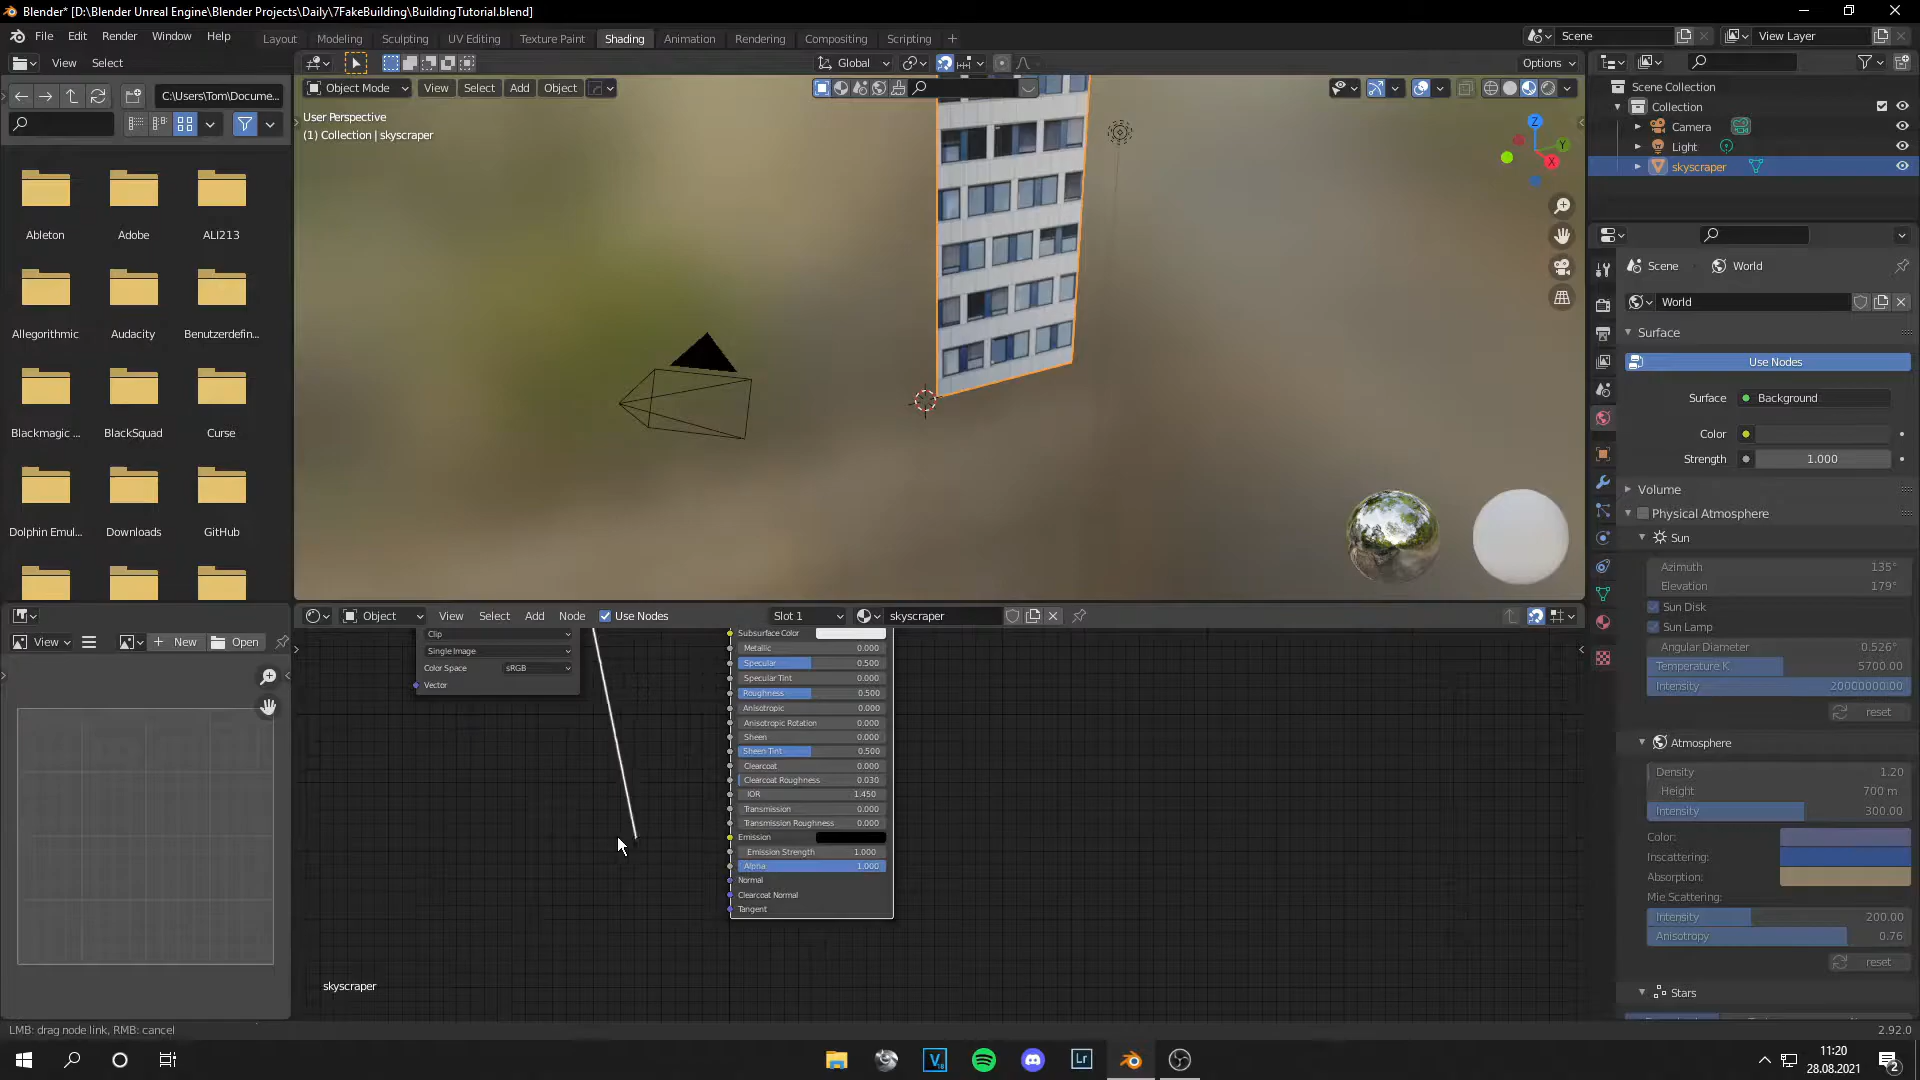 Blender* [D:\Blender Unreal Engine\Blender Projects\Daily\7FakeBuilding\BuildingTutorial.blend]
File Edit Render Window Help
Layout Modeling Sculpting UV Editing Texture Paint Shading Animation Rendering Compositing Scripting
Scene View Layer
View Select
Global
Options
C:\Users\Tom\Docume...
Object Mode View Select Add Object
User Perspective
(1) Collection | skyscraper
Z
Y
X
Ableton Adobe ALI213
Allegorithmic Audacity Benutzerdefin...
Blackmagic ... BlackSquad Curse
Dolphin Emul... Downloads GitHub
Scene Collection
Collection
Camera
Light
skyscraper
Scene World
World
Surface
Use Nodes
Surface Background
Color
Strength 1.000
Volume
Physical Atmosphere
Sun
Azimuth 135°
Elevation 179°
Sun Disk
Sun Lamp
Angular Diameter 0.526°
Temperature K 5700.00
Intensity 20000000.00
reset
Atmosphere
Density 1.20
Height 700 m
Intensity 300.00
Color:
Inscattering:
Absorption:
Mie Scattering:
Intensity 200.00
Anisotropy 0.76
reset
Stars
View New Open
Object View Select Add Node Use Nodes Slot 1 skyscraper
Clip
Single Image
Color Space sRGB
Vector
Subsurface Color
Metallic 0.000
Specular 0.500
Specular Tint 0.000
Roughness 0.500
Anisotropic 0.000
Anisotropic Rotation 0.000
Sheen 0.000
Sheen Tint 0.500
Clearcoat 0.000
Clearcoat Roughness 0.030
IOR 1.450
Transmission 0.000
Transmission Roughness 0.000
Emission
Emission Strength 1.000
Alpha 1.000
Normal
Clearcoat Normal
Tangent
skyscraper
LMB: drag node link, RMB: cancel
2.92.0
V
18
Lr
11:20
28.08.2021
2